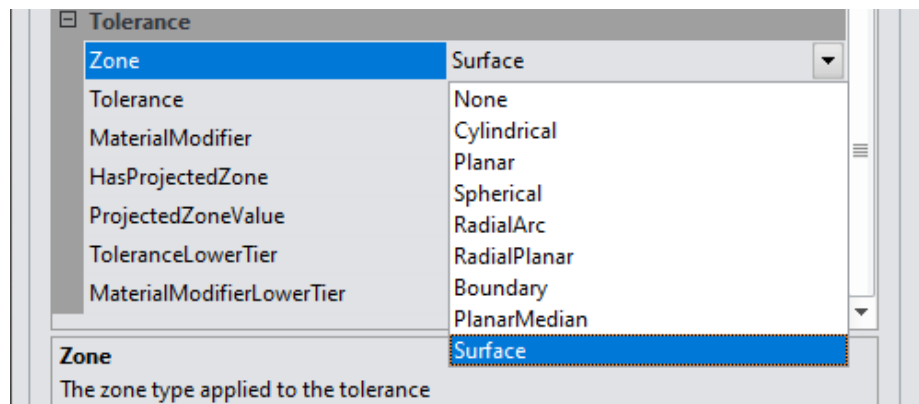 Tolerance
Zone Surface
Tolerance None
MaterialModifier Cylindrical
HasProjectedZone Planar
ProjectedZoneValue Spherical
ToleranceLowerTier RadialArc
MaterialModifierLowerTier RadialPlanar
Boundary
PlanarMedian
Surface
Zone
The zone type applied to the tolerance